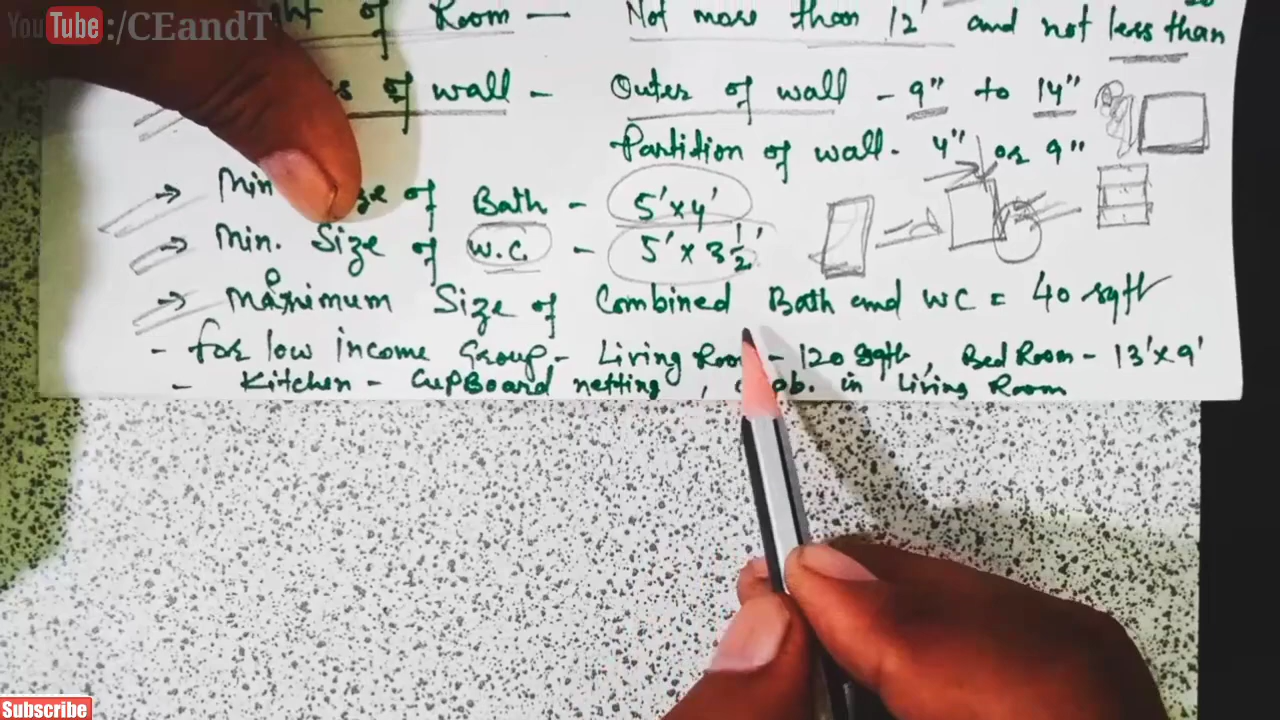 YouTube:/CEandT
of Room — Not more than 12' and not less than
of wall - Outer of wall - 9" to 14"
Partition of wall. 4" or 9"
→ Min of Bath - 5'x4'
→ Min. Size of W.C. - 5' x 3 1/2'
→ Maximum Size of Combined Bath and WC = 40 sqft
- for low income Group - Living Room - 120 sqft, Bed Room - 13'x9'
- Kitchen - CupBoard netting, in Living Room
Subscribe